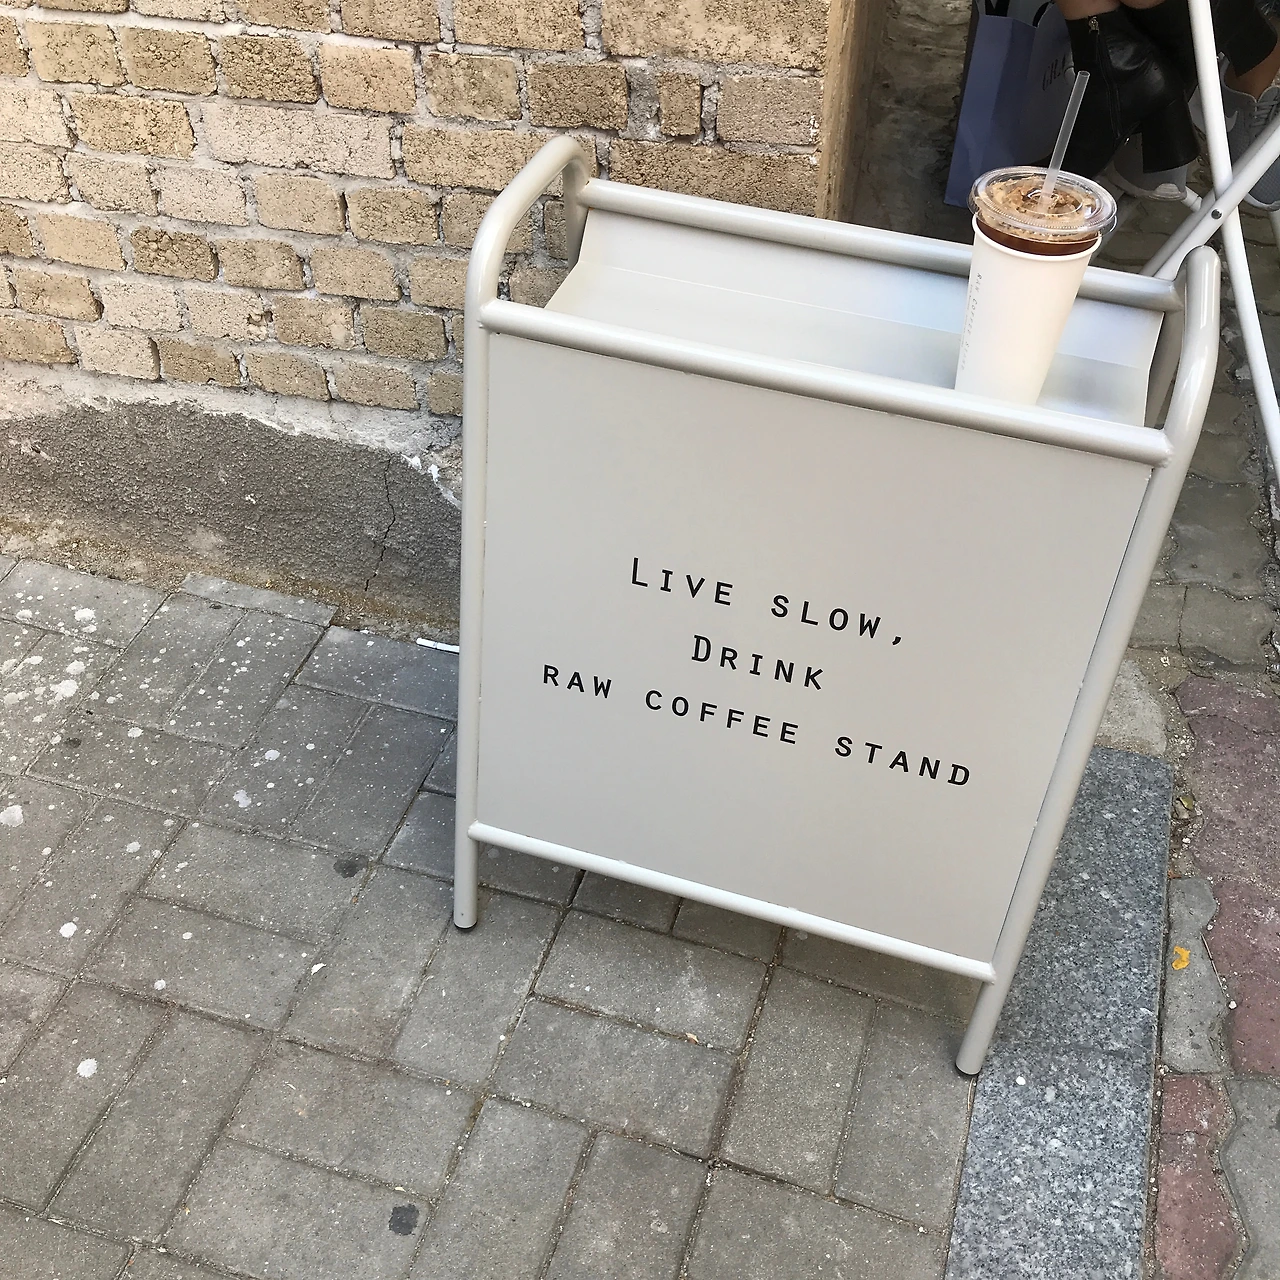 Live slow,
Drink
raw coffee stand